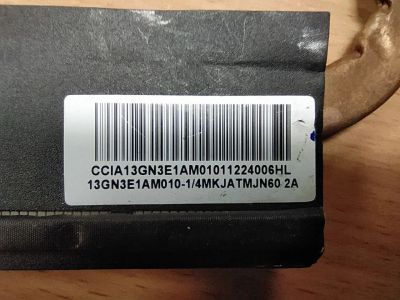 CCIA13GN3E1AM01011224006HL
13GN3E1AM010-1/4MKJATMJN60 2A